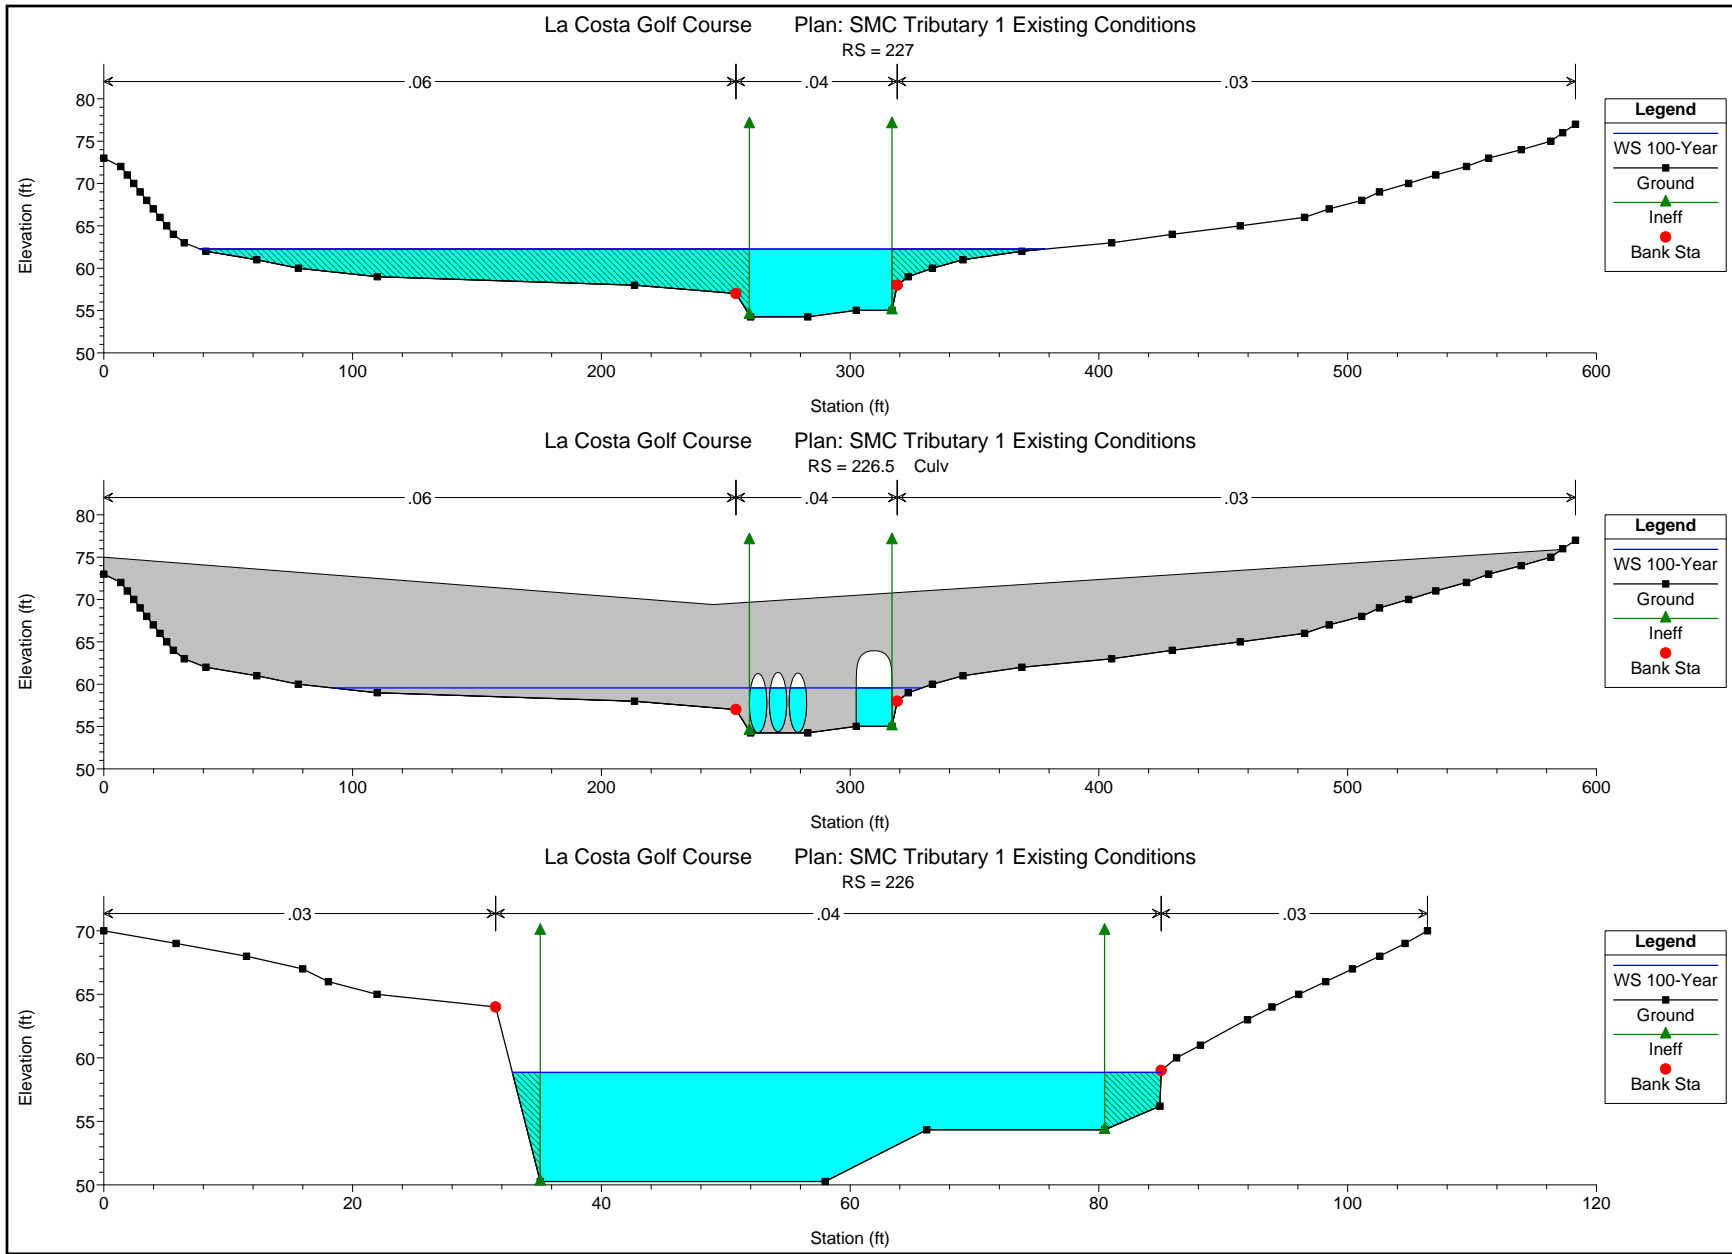 La Costa Golf Course Plan: SMC Tributary 1 Existing Conditions
RS = 227
.06 .04 .03
80
75
70
65
60
55
50
Elevation (ft)
0 100 200 300 400 500 600
Station (ft)
Legend
WS 100-Year
Ground
Ineff
Bank Sta
La Costa Golf Course Plan: SMC Tributary 1 Existing Conditions
RS = 226.5 Culv
.06 .04 .03
80
75
70
65
60
55
50
Elevation (ft)
0 100 200 300 400 500 600
Station (ft)
Legend
WS 100-Year
Ground
Ineff
Bank Sta
La Costa Golf Course Plan: SMC Tributary 1 Existing Conditions
RS = 226
.03 .04 .03
70
65
60
55
50
Elevation (ft)
0 20 40 60 80 100 120
Station (ft)
Legend
WS 100-Year
Ground
Ineff
Bank Sta